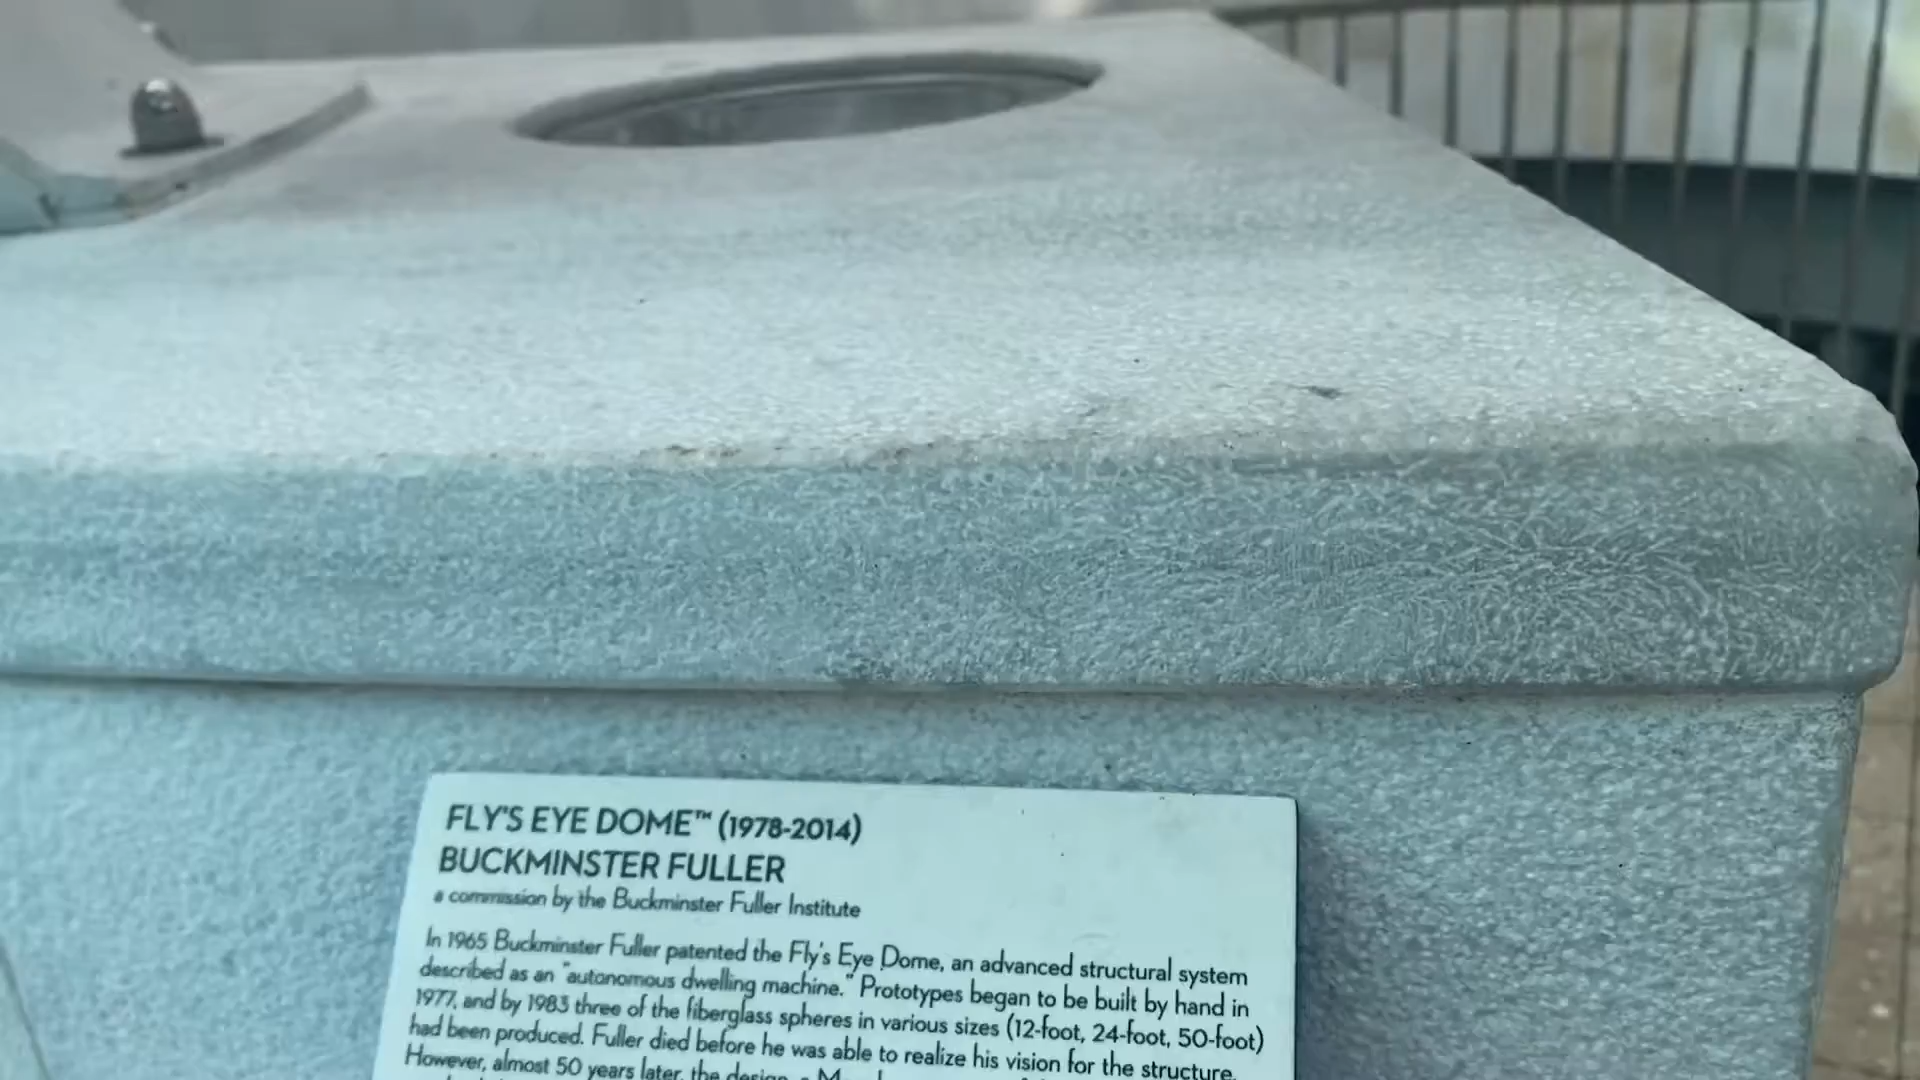 FLY'S EYE DOME™ (1978-2014)
BUCKMINSTER FULLER
a commission by the Buckminster Fuller Institute
In 1965 Buckminster Fuller patented the Fly's Eye Dome, an advanced structural system
described as an "autonomous dwelling machine." Prototypes began to be built by hand in
1977, and by 1983 three of the fiberglass spheres in various sizes (12-foot, 24-foot, 50-foot)
had been produced. Fuller died before he was able to realize his vision for the structure.
However, almost 50 years later, the design